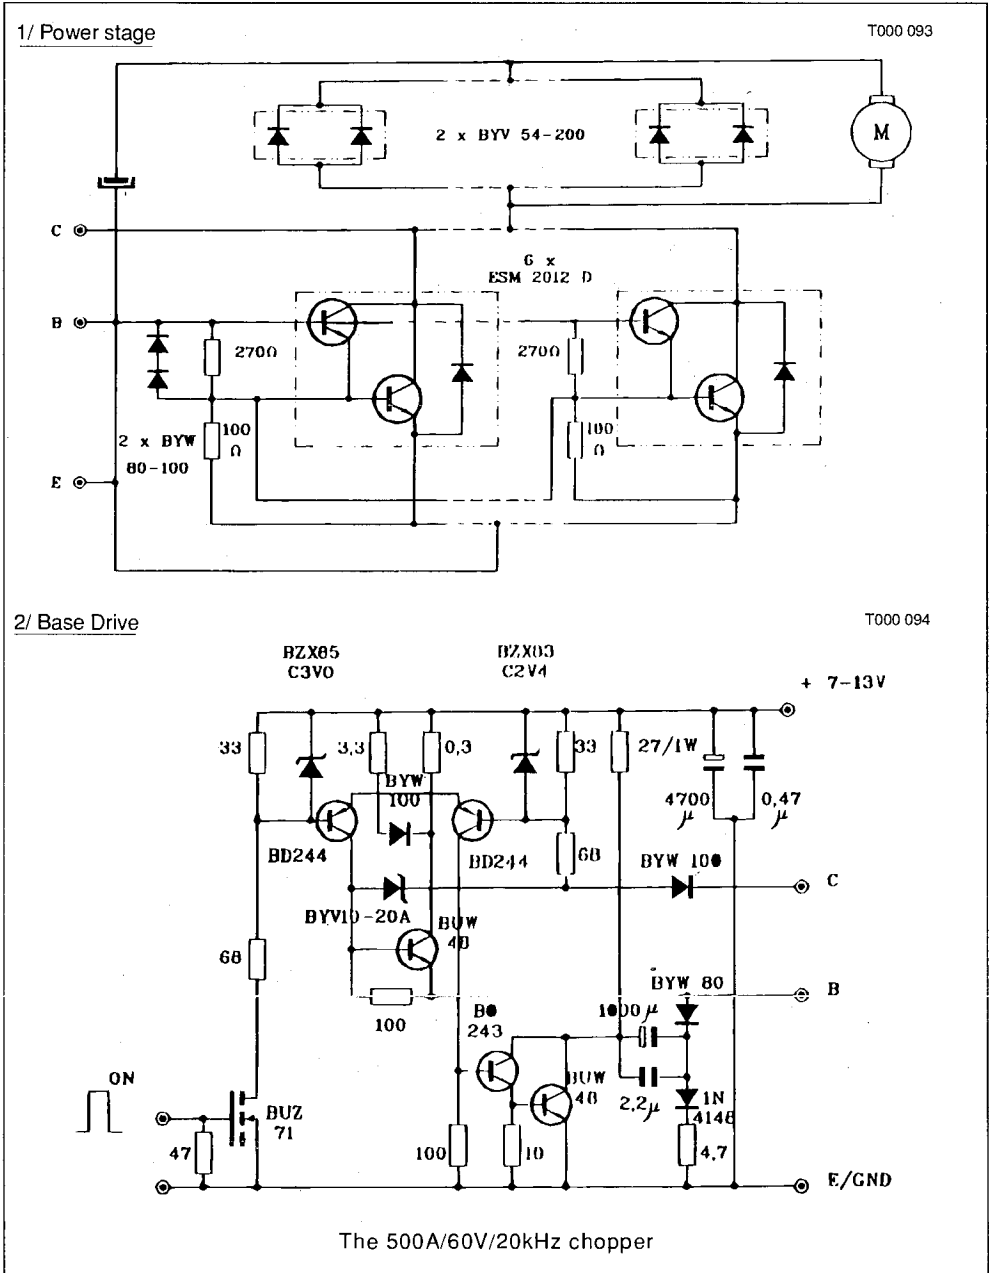 1/ Power stage
T000 093
2 x BYV 54-200
M
C
6 x
ESM 2012 D
B
270Ω
270Ω
2 x BYW
80-100
100
Ω
100
Ω
E
2/ Base Drive
T000 094
BZX85
C3V0
BZX83
C2V4
+ 7-13V
33
3,3
0,3
33
27/1W
BYW
100
4700
µ
0,47
µ
BD244
BD244
68
BYW 100
C
BYV10-20A
BUW
48
68
BYW 80
B
100
1000 µ
243
ON
BUW
48
2,2µ
1N
4148
BUZ
71
47
100
10
4,7
E/GND
The 500A/60V/20kHz chopper